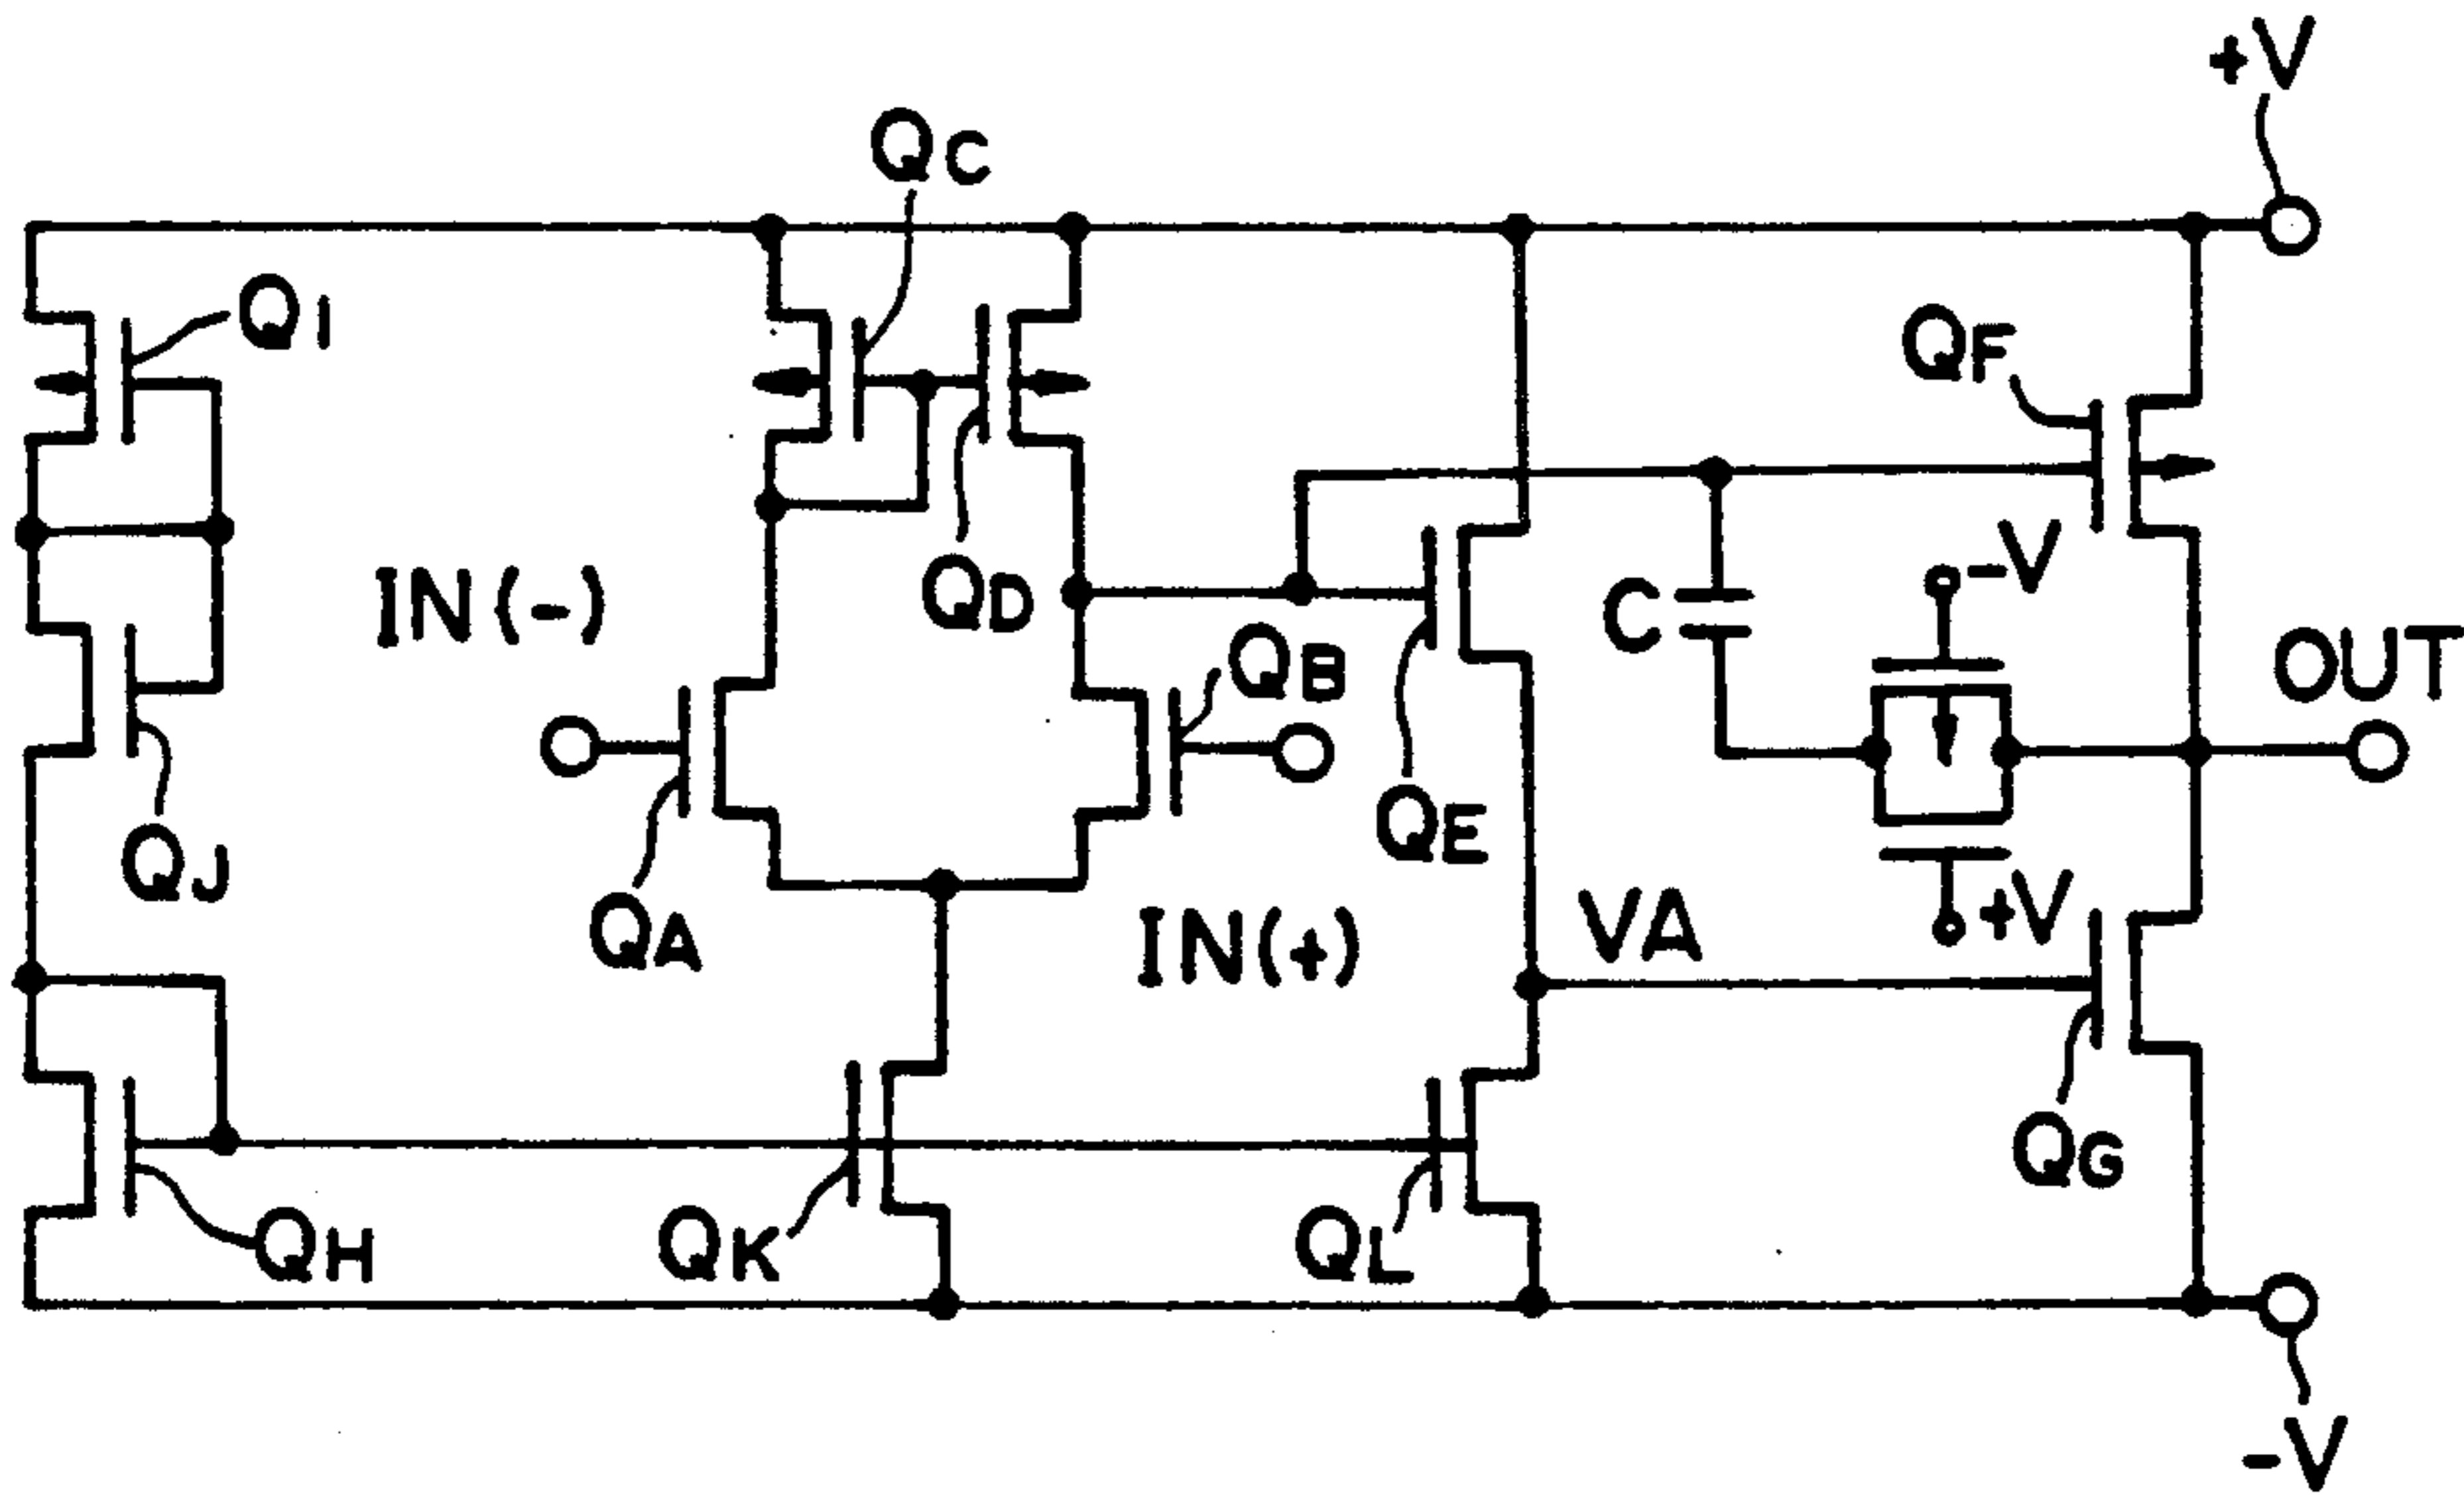 +V
QC
QI
QF
-V
IN(-)
QD
C
OUT
QB
QE
QJ
QA
IN(+)
VA
+V
QG
QH
QK
QL
-V